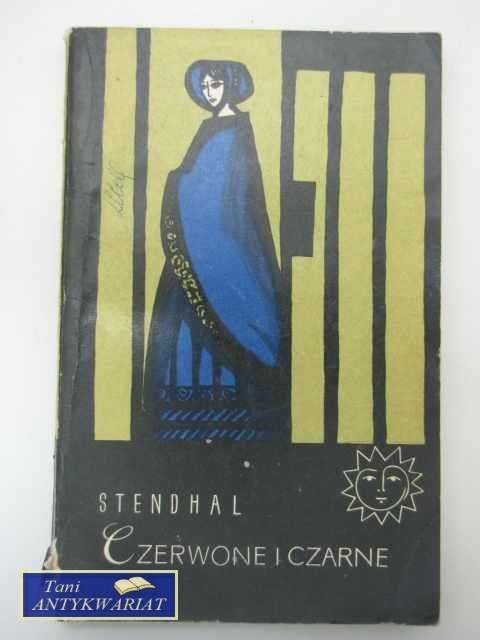 STENDHAL
CZERWONE I CZARNE
Tani
ANTYKWARIAT